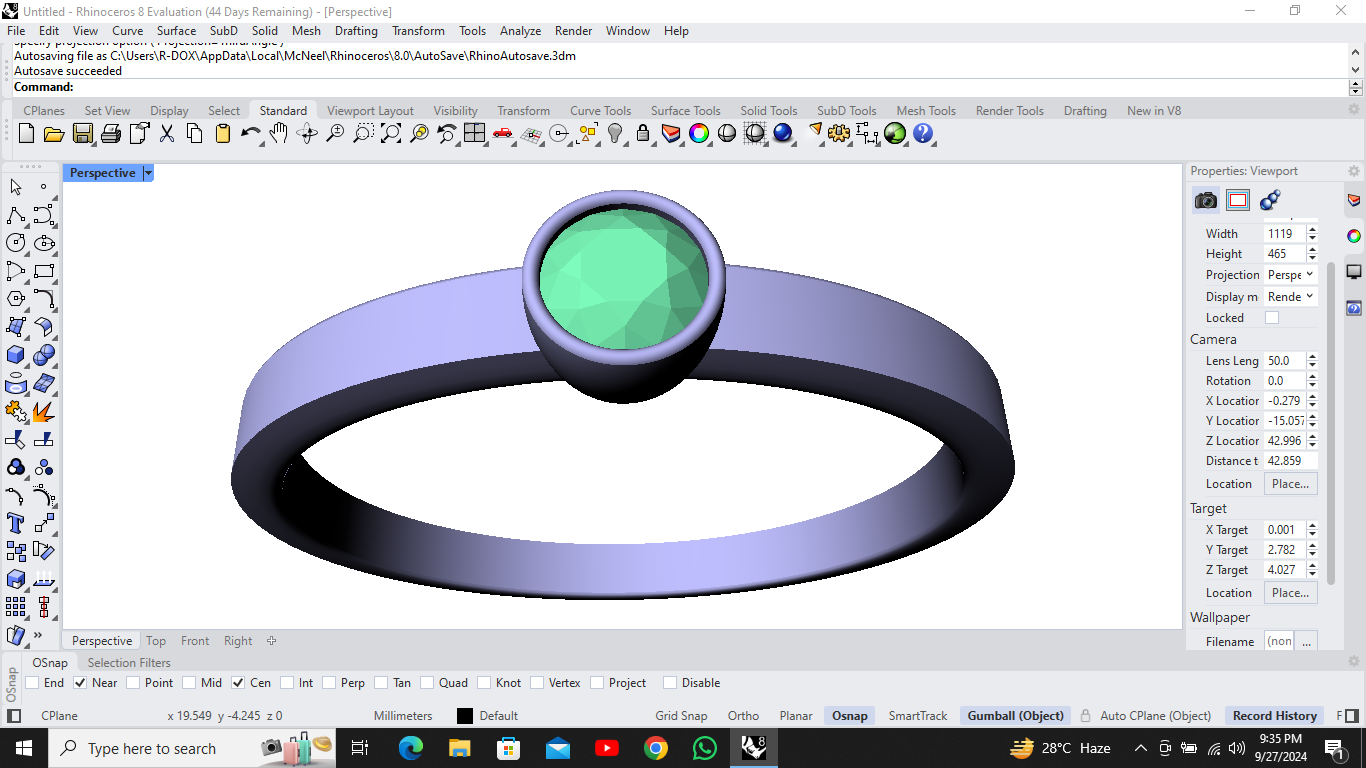 Untitled - Rhinoceros 8 Evaluation (44 Days Remaining) - [Perspective]
File Edit View Curve Surface SubD Solid Mesh Drafting Transform Tools Analyze Render Window Help
Autosaving file as C:\Users\R-DOX\AppData\Local\McNeel\Rhinoceros\8.0\AutoSave\RhinoAutosave.3dm
Autosave succeeded
Command:
CPlanes Set View Display Select Standard Viewport Layout Visibility Transform Curve Tools Surface Tools Solid Tools SubD Tools Mesh Tools Render Tools Drafting New in V8
Perspective
Properties: Viewport
Width 1119
Height 465
Projection Perspe
Display m Rende
Locked
Camera
Lens Leng 50.0
Rotation 0.0
X Locatior -0.279
Y Locatior -15.057
Z Locatior 42.996
Distance t 42.859
Location Place...
Target
X Target 0.001
Y Target 2.782
Z Target 4.027
Location Place...
Wallpaper
Filename (non ...
Perspective Top Front Right
OSnap Selection Filters
OSnap
End Near Point Mid Cen Int Perp Tan Quad Knot Vertex Project Disable
CPlane x 19.549 y -4.245 z 0 Millimeters Default Grid Snap Ortho Planar Osnap SmartTrack Gumball (Object) Auto CPlane (Object) Record History F
Type here to search
8
28°C Haze
9:35 PM
9/27/2024
1